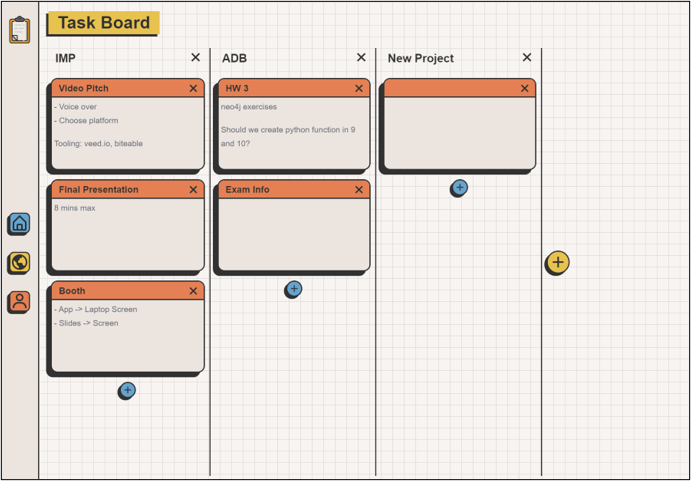 Task Board
IMP
Video Pitch
- Voice over
- Choose platform
Tooling: veed.io, biteable
Final Presentation
8 mins max
Booth
- App -> Laptop Screen
- Slides -> Screen
ADB
HW 3
neo4j exercises
Should we create python function in 9
and 10?
Exam Info
New Project